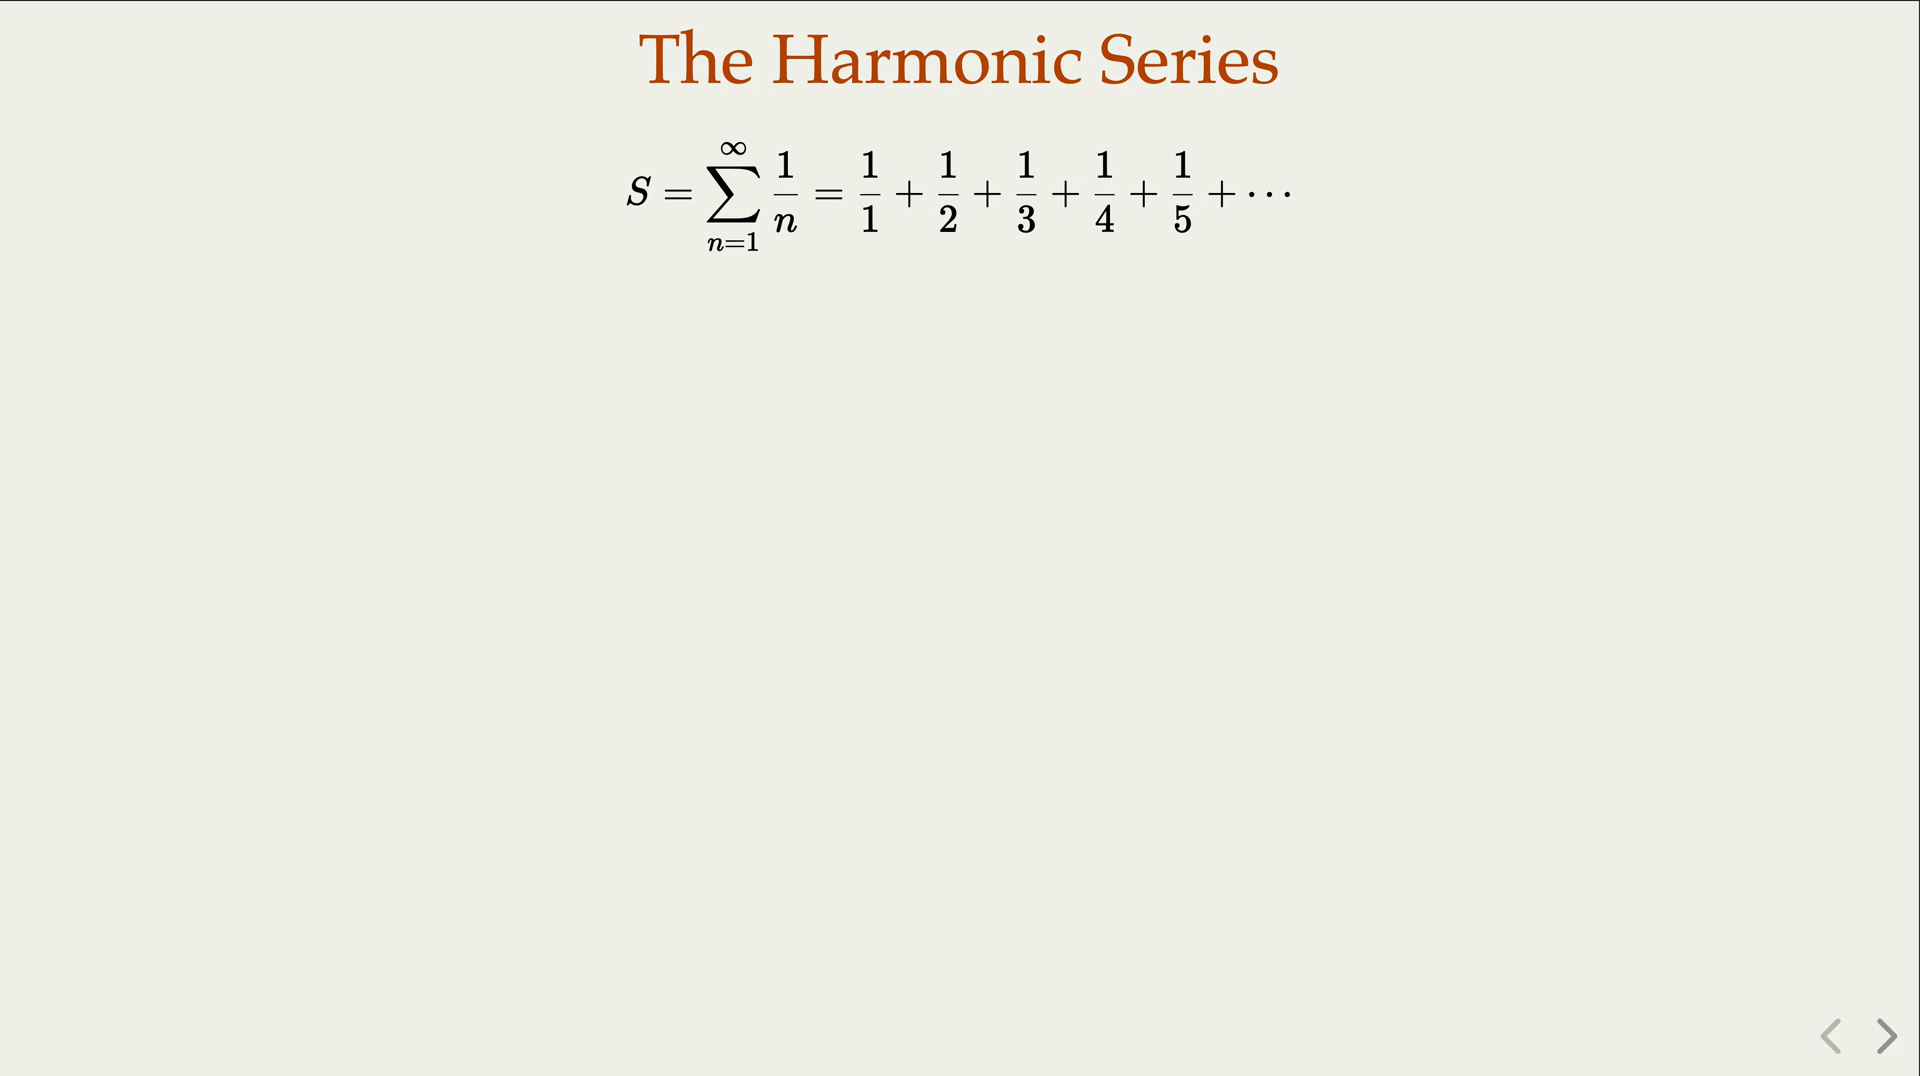 The Harmonic Series
S = ∑_{n=1}^{∞} 1/n = 1/1 + 1/2 + 1/3 + 1/4 + 1/5 + ⋯